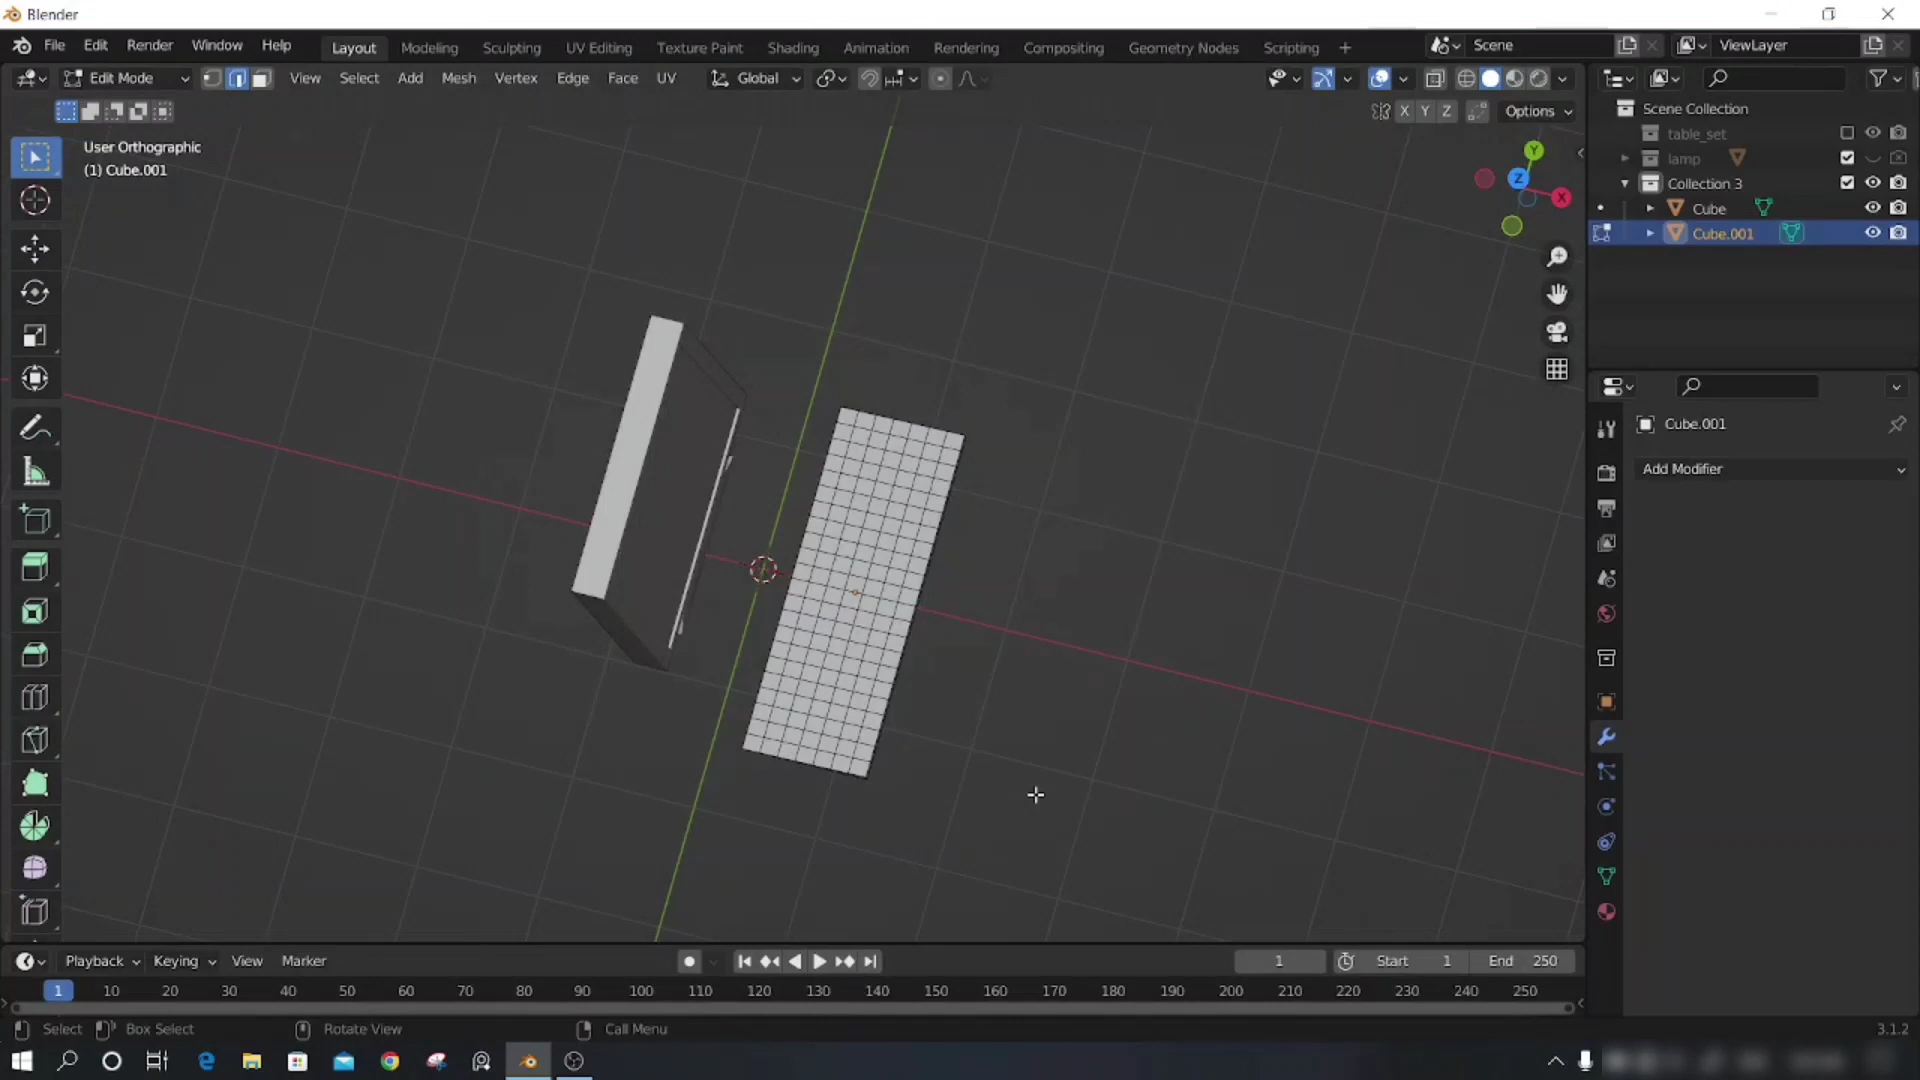 Blender
File Edit Render Window Help Layout Modeling Sculpting UV Editing Texture Paint Shading Animation Rendering Compositing Geometry Nodes Scripting + Scene ViewLayer
Edit Mode View Select Add Mesh Vertex Edge Face UV Global
X Y Z Options
User Orthographic
(1) Cube.001
Y
Z
X
Scene Collection
table_set
lamp
Collection 3
Cube
Cube.001
Cube.001
Add Modifier
Playback Keying View Marker 1 Start 1 End 250
1 10 20 30 40 50 60 70 80 90 100 110 120 130 140 150 160 170 180 190 200 210 220 230 240 250
Select Box Select Rotate View Call Menu 3.1.2